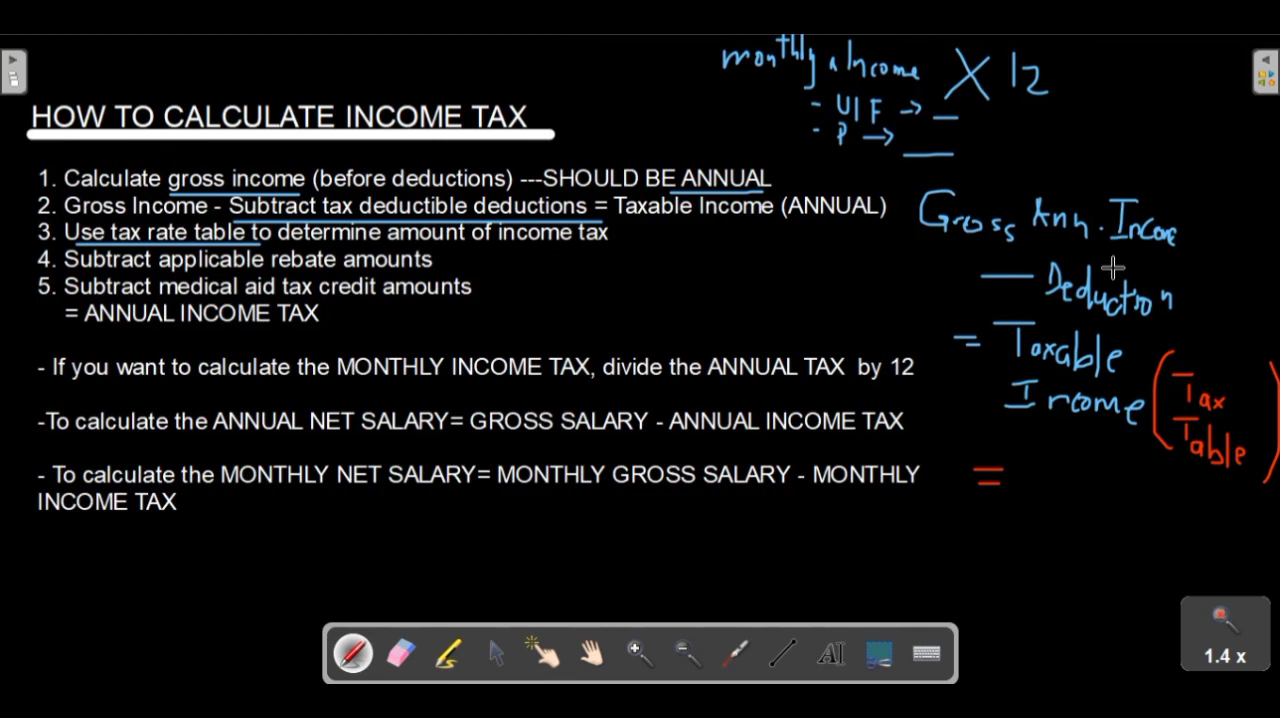 monthly Income X 12
- UIF →
- P →
HOW TO CALCULATE INCOME TAX
1. Calculate gross income (before deductions) ---SHOULD BE ANNUAL
2. Gross Income - Subtract tax deductible deductions = Taxable Income (ANNUAL)
3. Use tax rate table to determine amount of income tax
4. Subtract applicable rebate amounts
5. Subtract medical aid tax credit amounts
= ANNUAL INCOME TAX
- If you want to calculate the MONTHLY INCOME TAX, divide the ANNUAL TAX by 12
-To calculate the ANNUAL NET SALARY= GROSS SALARY - ANNUAL INCOME TAX
- To calculate the MONTHLY NET SALARY= MONTHLY GROSS SALARY - MONTHLY
INCOME TAX
Gross Ann. Income
— Deduction
= Taxable
Income
(Tax
Table)
=
AI
1.4 x